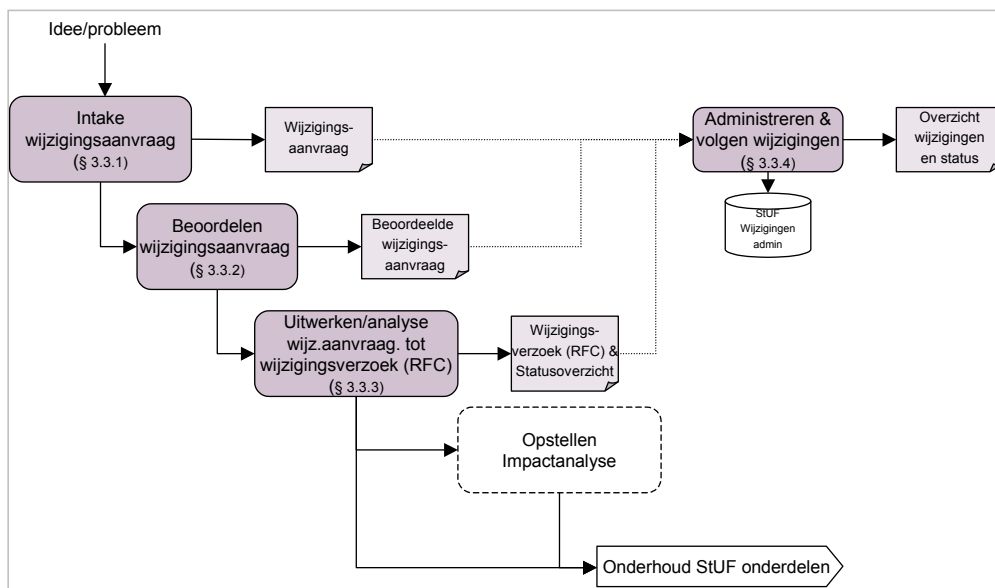 Idee/probleem
Intake
wijzigingsaanvraag
(§ 3.3.1)
Wijzigings-
aanvraag
Administreren &
volgen wijzigingen
(§ 3.3.4)
Overzicht
wijzigingen
en status
StUF
Wijzigingen
admin
Beoordelen
wijzigingsaanvraag
(§ 3.3.2)
Beoordeelde
wijzigings-
aanvraag
Uitwerken/analyse
wijz.aanvraag. tot
wijzigingsverzoek (RFC)
(§ 3.3.3)
Wijzigings-
verzoek (RFC) &
Statusoverzicht
Opstellen
Impactanalyse
Onderhoud StUF onderdelen